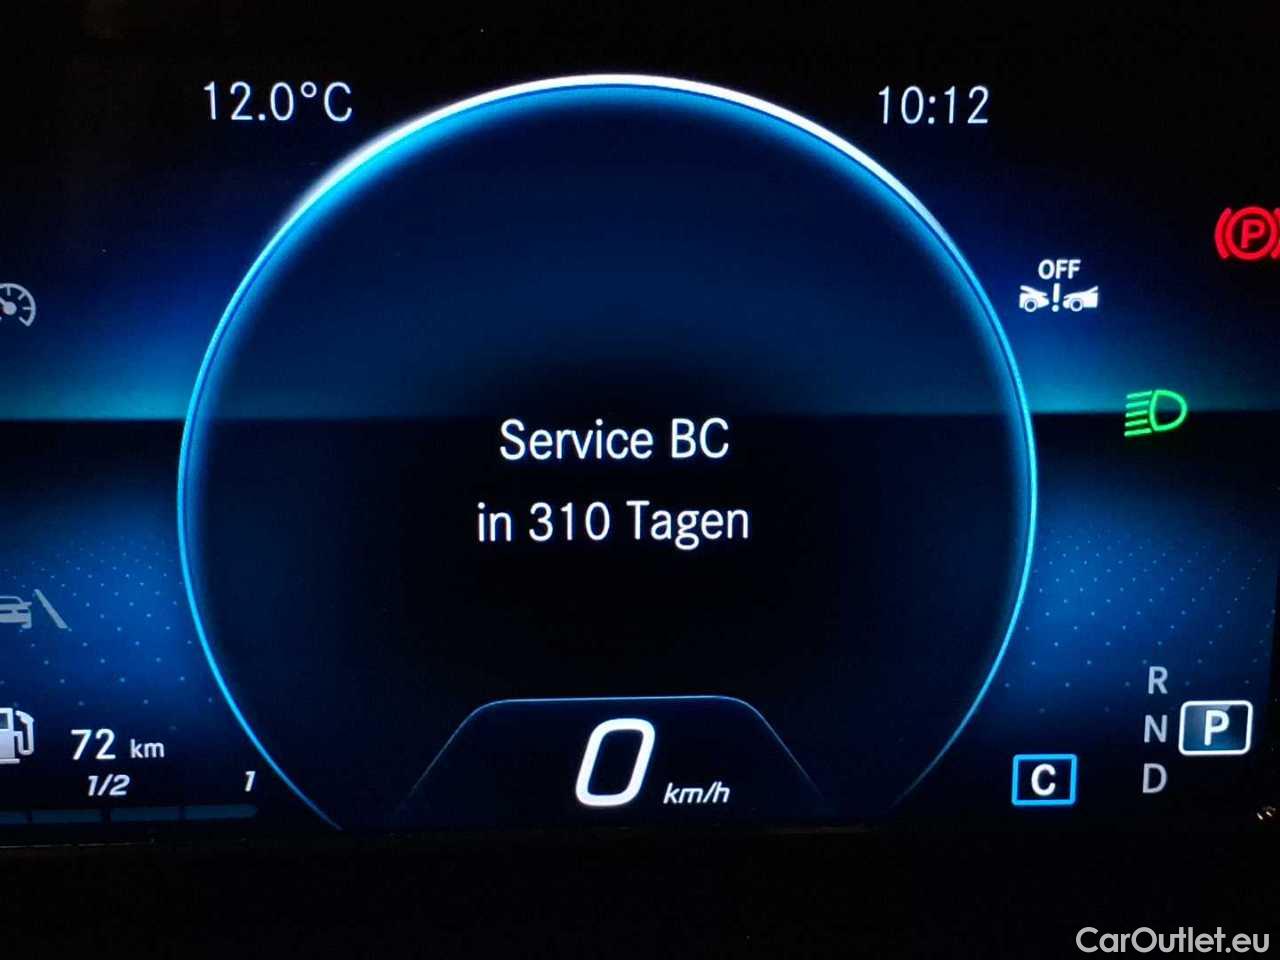 12.0°C
10:12
P
OFF
Service BC
in 310 Tagen
R
N
P
D
72 km
1/2
1
0 km/h
C
CarOutlet.eu